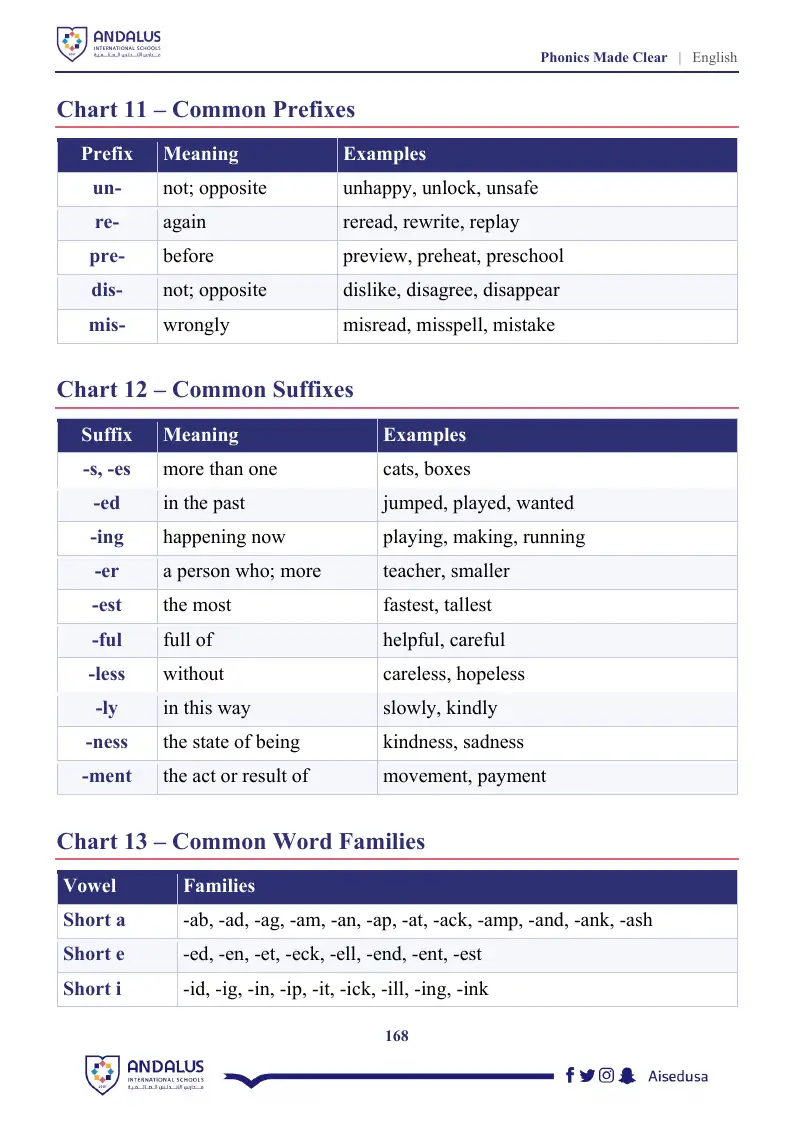 ANDALUS
INTERNATIONAL SCHOOLS
مدارس الأندلس العالمية
Phonics Made Clear | English
Chart 11 – Common Prefixes
Prefix Meaning Examples
un- not; opposite unhappy, unlock, unsafe
re- again reread, rewrite, replay
pre- before preview, preheat, preschool
dis- not; opposite dislike, disagree, disappear
mis- wrongly misread, misspell, mistake
Chart 12 – Common Suffixes
Suffix Meaning Examples
-s, -es more than one cats, boxes
-ed in the past jumped, played, wanted
-ing happening now playing, making, running
-er a person who; more teacher, smaller
-est the most fastest, tallest
-ful full of helpful, careful
-less without careless, hopeless
-ly in this way slowly, kindly
-ness the state of being kindness, sadness
-ment the act or result of movement, payment
Chart 13 – Common Word Families
Vowel Families
Short a -ab, -ad, -ag, -am, -an, -ap, -at, -ack, -amp, -and, -ank, -ash
Short e -ed, -en, -et, -eck, -ell, -end, -ent, -est
Short i -id, -ig, -in, -ip, -it, -ick, -ill, -ing, -ink
168
ANDALUS
INTERNATIONAL SCHOOLS
مدارس الأندلس العالمية
Aisedusa